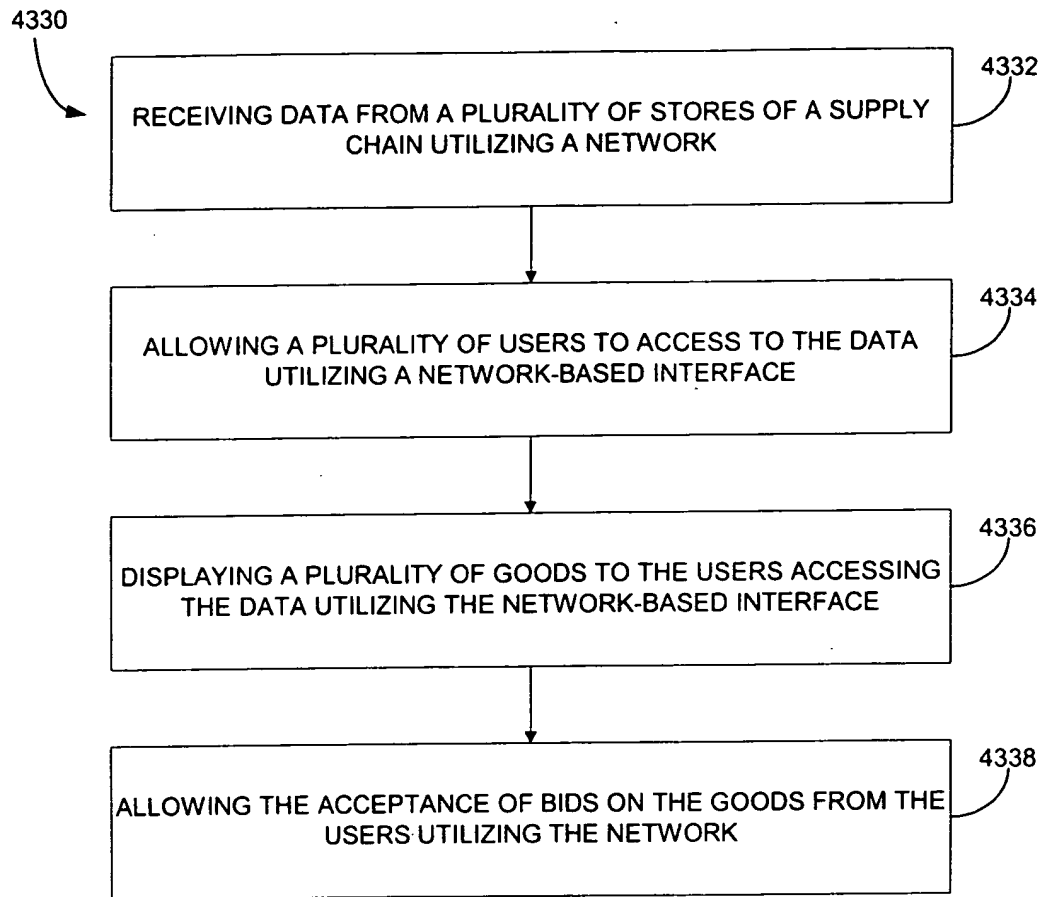 4330
4332
RECEIVING DATA FROM A PLURALITY OF STORES OF A SUPPLY
CHAIN UTILIZING A NETWORK
4334
ALLOWING A PLURALITY OF USERS TO ACCESS TO THE DATA
UTILIZING A NETWORK-BASED INTERFACE
4336
DISPLAYING A PLURALITY OF GOODS TO THE USERS ACCESSING
THE DATA UTILIZING THE NETWORK-BASED INTERFACE
4338
ALLOWING THE ACCEPTANCE OF BIDS ON THE GOODS FROM THE
USERS UTILIZING THE NETWORK